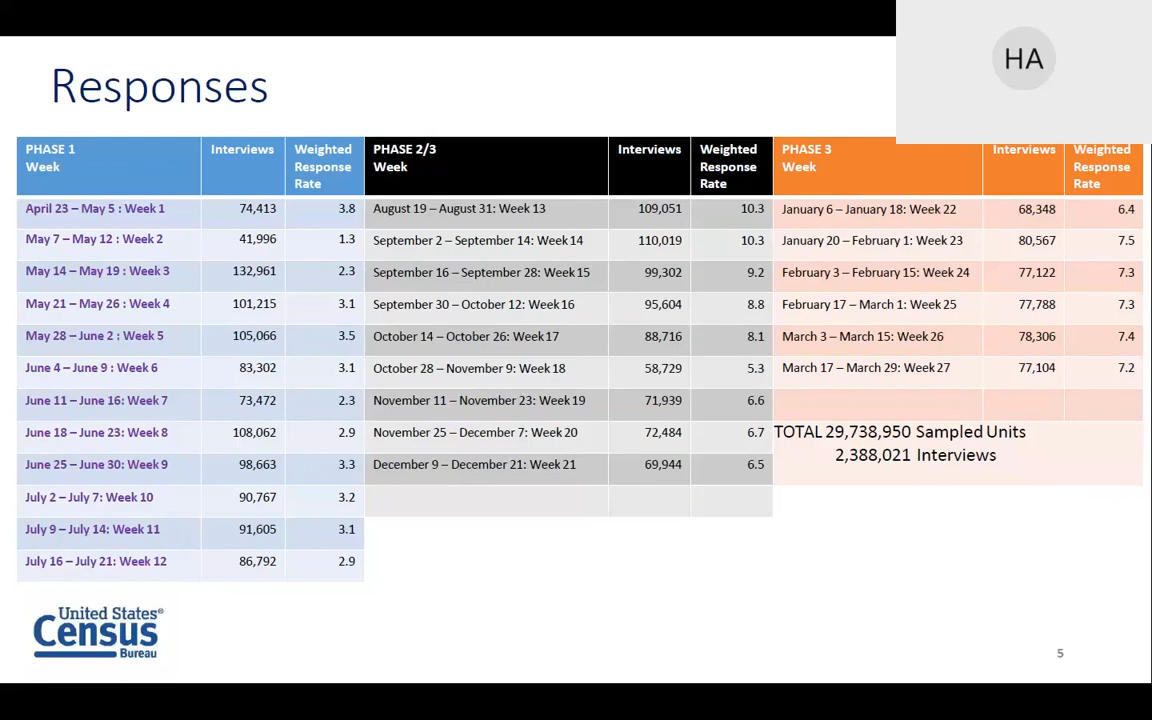 HA
Responses
PHASE 1 Interviews Weighted PHASE 2/3 Interviews Weighted PHASE 3 Interviews Weighted
Week Response Week Response Week Response
Rate Rate Rate
April 23 – May 5 : Week 1 74,413 3.8 August 19 – August 31: Week 13 109,051 10.3 January 6 – January 18: Week 22 68,348 6.4
May 7 – May 12 : Week 2 41,996 1.3 September 2 – September 14: Week 14 110,019 10.3 January 20 – February 1: Week 23 80,567 7.5
May 14 – May 19 : Week 3 132,961 2.3 September 16 – September 28: Week 15 99,302 9.2 February 3 – February 15: Week 24 77,122 7.3
May 21 – May 26 : Week 4 101,215 3.1 September 30 – October 12: Week 16 95,604 8.8 February 17 – March 1: Week 25 77,788 7.3
May 28 – June 2 : Week 5 105,066 3.5 October 14 – October 26: Week 17 88,716 8.1 March 3 – March 15: Week 26 78,306 7.4
June 4 – June 9 : Week 6 83,302 3.1 October 28 – November 9: Week 18 58,729 5.3 March 17 – March 29: Week 27 77,104 7.2
June 11 – June 16: Week 7 73,472 2.3 November 11 – November 23: Week 19 71,939 6.6
June 18 – June 23: Week 8 108,062 2.9 November 25 – December 7: Week 20 72,484 6.7 TOTAL 29,738,950 Sampled Units
2,388,021 Interviews
June 25 – June 30: Week 9 98,663 3.3 December 9 – December 21: Week 21 69,944 6.5
July 2 – July 7: Week 10 90,767 3.2
July 9 – July 14: Week 11 91,605 3.1
July 16 – July 21: Week 12 86,792 2.9
United States®
Census
Bureau
5